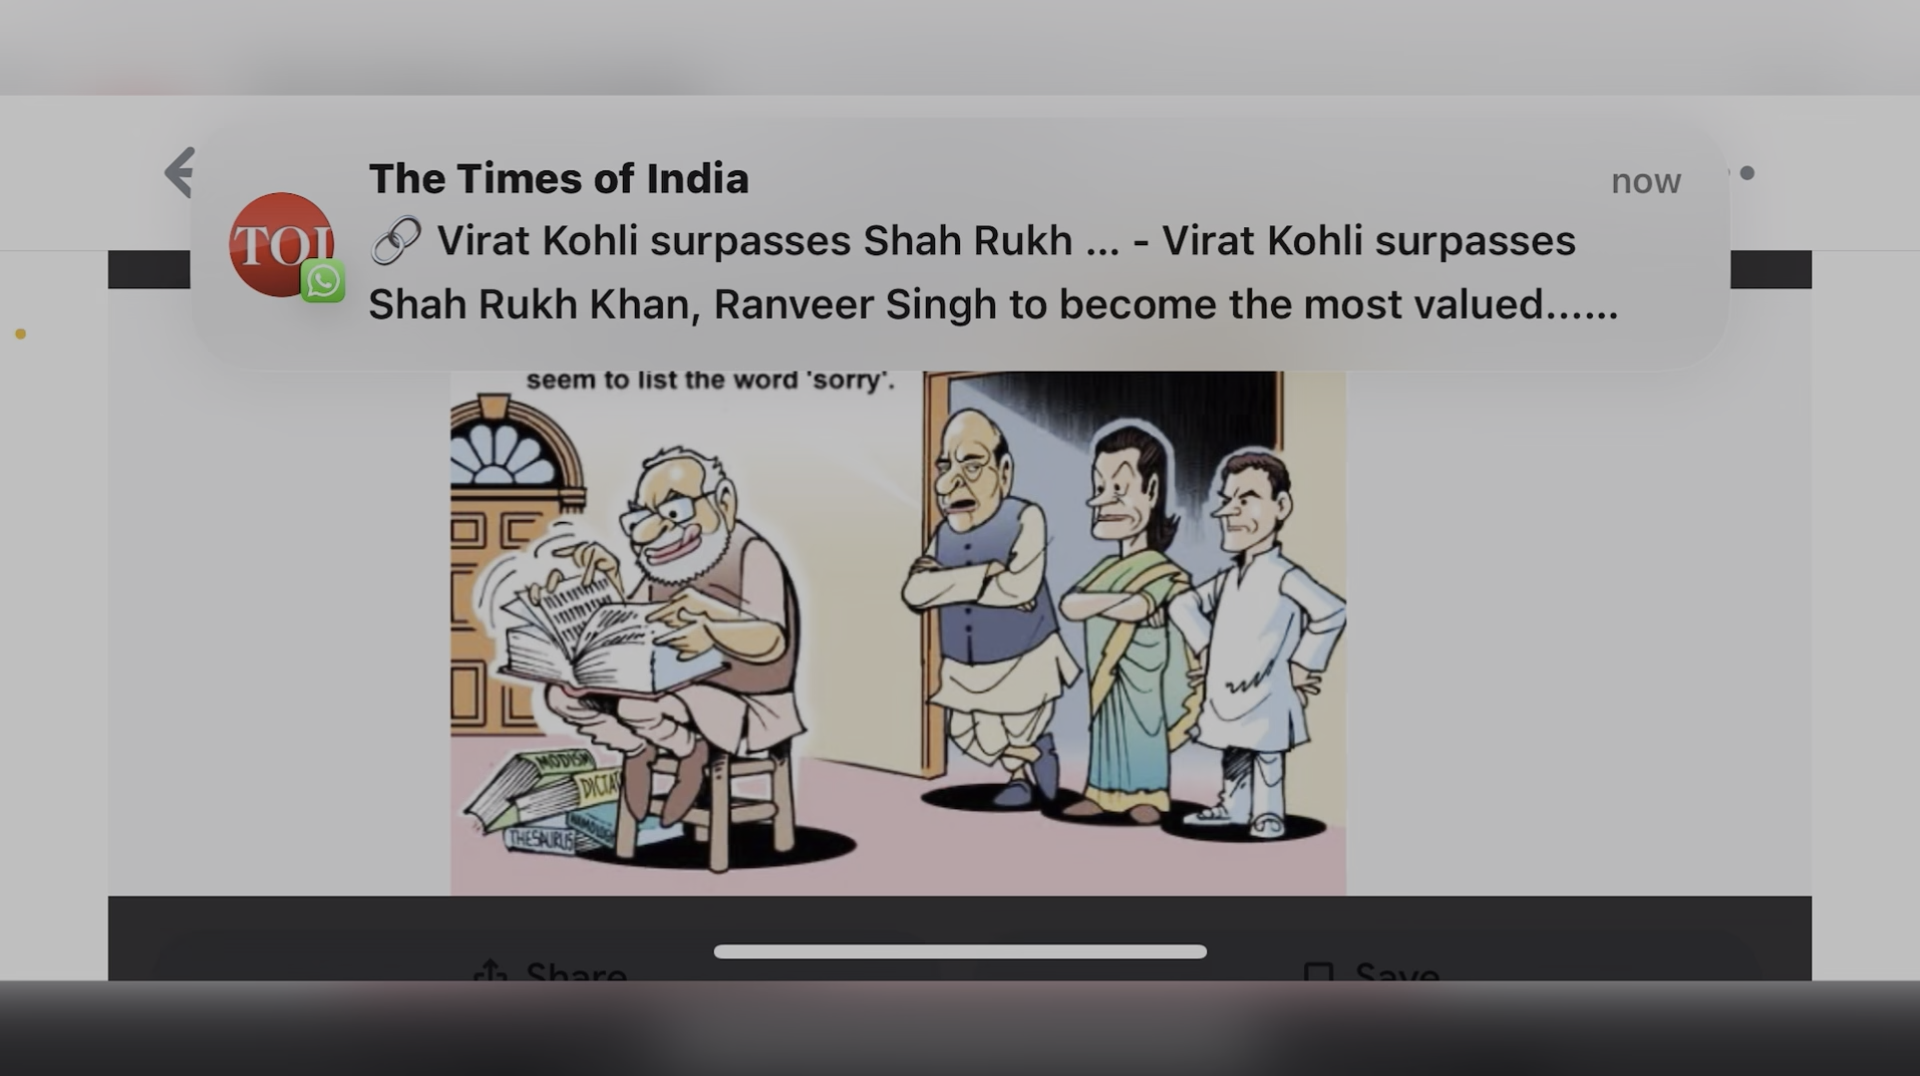 The Times of India
now
TOI
🔗 Virat Kohli surpasses Shah Rukh ... - Virat Kohli surpasses
Shah Rukh Khan, Ranveer Singh to become the most valued......
seem to list the word 'sorry'.
MODISM
DICTAT
THESAURUS
Share
Save